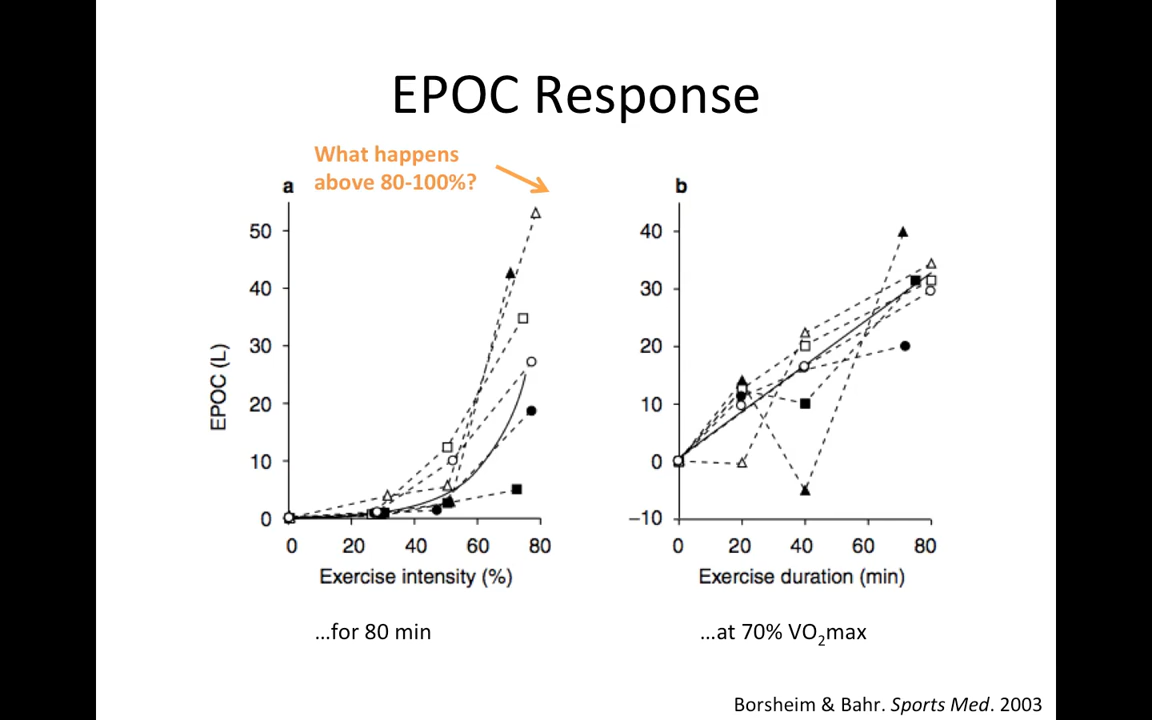 EPOC Response
What happens
above 80-100%?
a
50
40
30
20
10
0
EPOC (L)
0 20 40 60 80
Exercise intensity (%)
...for 80 min
b
40
30
20
10
0
−10
0 20 40 60 80
Exercise duration (min)
...at 70% VO₂max
Borsheim & Bahr. Sports Med. 2003